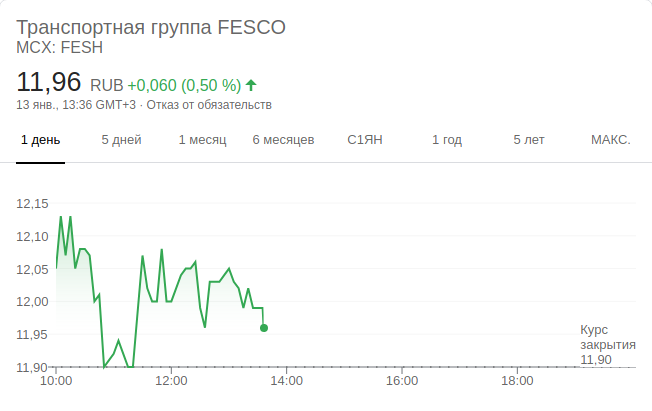 Транспортная группа FESCO
MCX: FESH
11,96 RUB +0,060 (0,50 %)
13 янв., 13:36 GMT+3 · Отказ от обязательств
1 день 5 дней 1 месяц 6 месяцев С1ЯН 1 год 5 лет МАКС.
12,15
12,10
12,05
12,00
11,95
11,90
Курс
закрытия
11,90
10:00 12:00 14:00 16:00 18:00